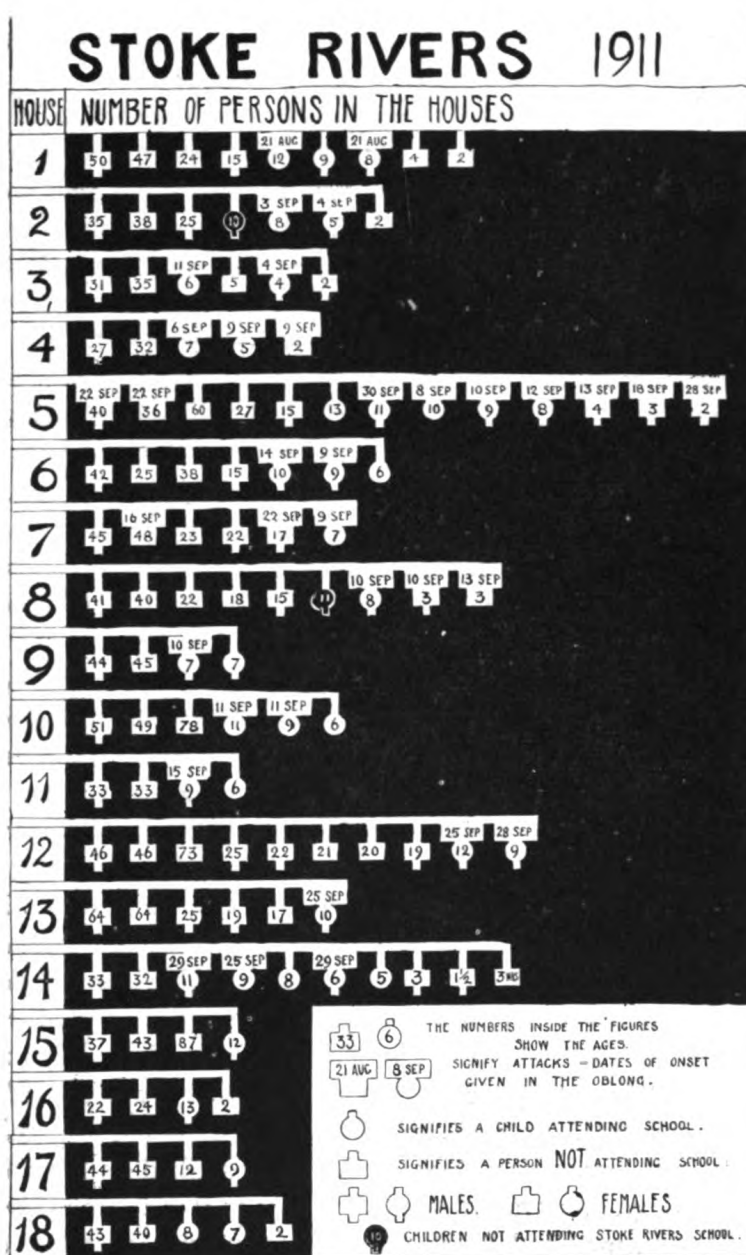 STOKE RIVERS 1911
HOUSE NUMBER OF PERSONS IN THE HOUSES
21 AUG 21 AUG
1 50 47 24 15 12 9 8 4 2
3 SEP 4 SEP
2 35 38 25 10 8 5 2
11 SEP 4 SEP
3 31 35 6 5 4 2
6 SEP 9 SEP 9 SEP
4 27 32 7 5 2
22 SEP 22 SEP 30 SEP 8 SEP 10 SEP 12 SEP 13 SEP 18 SEP 28 SEP
5 40 36 60 27 15 13 11 10 9 8 4 3 2
14 SEP 9 SEP
6 42 25 38 15 10 9 6
16 SEP 22 SEP 9 SEP
7 45 48 23 22 17 7
10 SEP 10 SEP 13 SEP
8 41 40 22 18 15 11 8 3 3
10 SEP
9 44 45 7 7
11 SEP 11 SEP
10 51 49 78 11 9 6
15 SEP
11 33 33 9 6
25 SEP 28 SEP
12 46 46 73 25 22 21 20 19 12 9
25 SEP
13 64 64 25 19 17 10
29 SEP 25 SEP 29 SEP
14 33 32 11 9 8 6 5 3 1½ 3
15 37 43 87 12
16 22 24 13 2
17 44 45 12 9
18 43 40 8 7 2
33 6 THE NUMBERS INSIDE THE FIGURES
SHOW THE AGES.
21 AUG 8 SEP SIGNIFY ATTACKS = DATES OF ONSET
GIVEN IN THE OBLONG.
SIGNIFIES A CHILD ATTENDING SCHOOL.
SIGNIFIES A PERSON NOT ATTENDING SCHOOL.
MALES. FEMALES
10 CHILDREN NOT ATTENDING STOKE RIVERS SCHOOL.